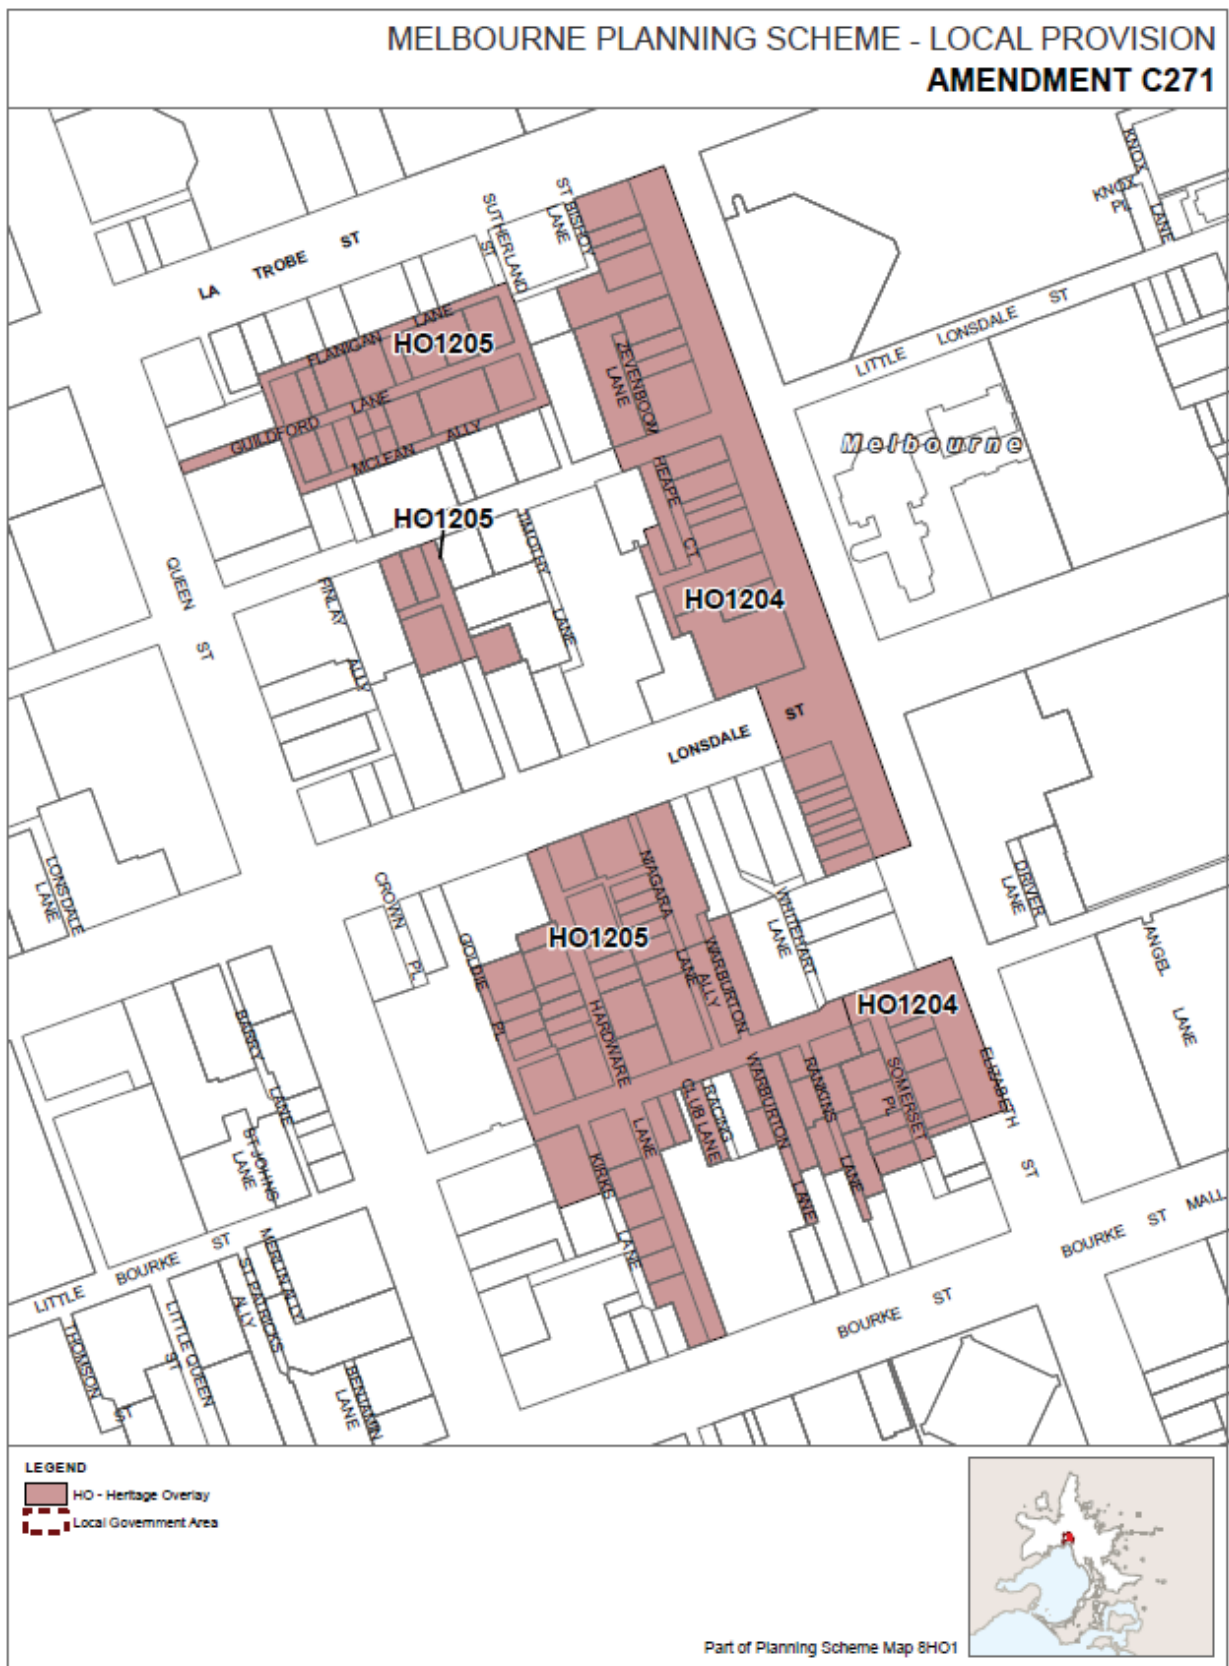 MELBOURNE PLANNING SCHEME - LOCAL PROVISION
AMENDMENT C271
KNOX LANE
KNOX PL
ST BISHOY LANE
SUTHERLAND ST
LA TROBE ST
LITTLE LONSDALE ST
FLANIGAN LANE
HO1205
ZEVENBOOM LANE
GUILDFORD LANE
MCLEAN ALLY
Melbourne
HEAPE CT
HO1205
TIMOTHY LANE
QUEEN ST
FINLAY ALLY
HO1204
LONSDALE ST
LONSDALE LANE
CROWN PL
GOLDIE PL
NIAGARA LANE
WHITEHART LANE
DRIVER LANE
HO1205
WARBURTON ALLY
ANGEL LANE
HO1204
HARDWARE LANE
BARRY LANE
ELIZABETH ST
WARBURTON LANE
RANKINS LANE
SOMERSET PL
RACING CLUB LANE
ST JOHNS LANE
KIRKS LANE
BOURKE ST MALL
LITTLE BOURKE ST
MERLIN ALLY
ST PATRICKS ALLY
LITTLE QUEEN ST
THOMSON ST
BENJAMIN LANE
BOURKE ST
LEGEND
HO - Heritage Overlay
Local Government Area
Part of Planning Scheme Map 8HO1